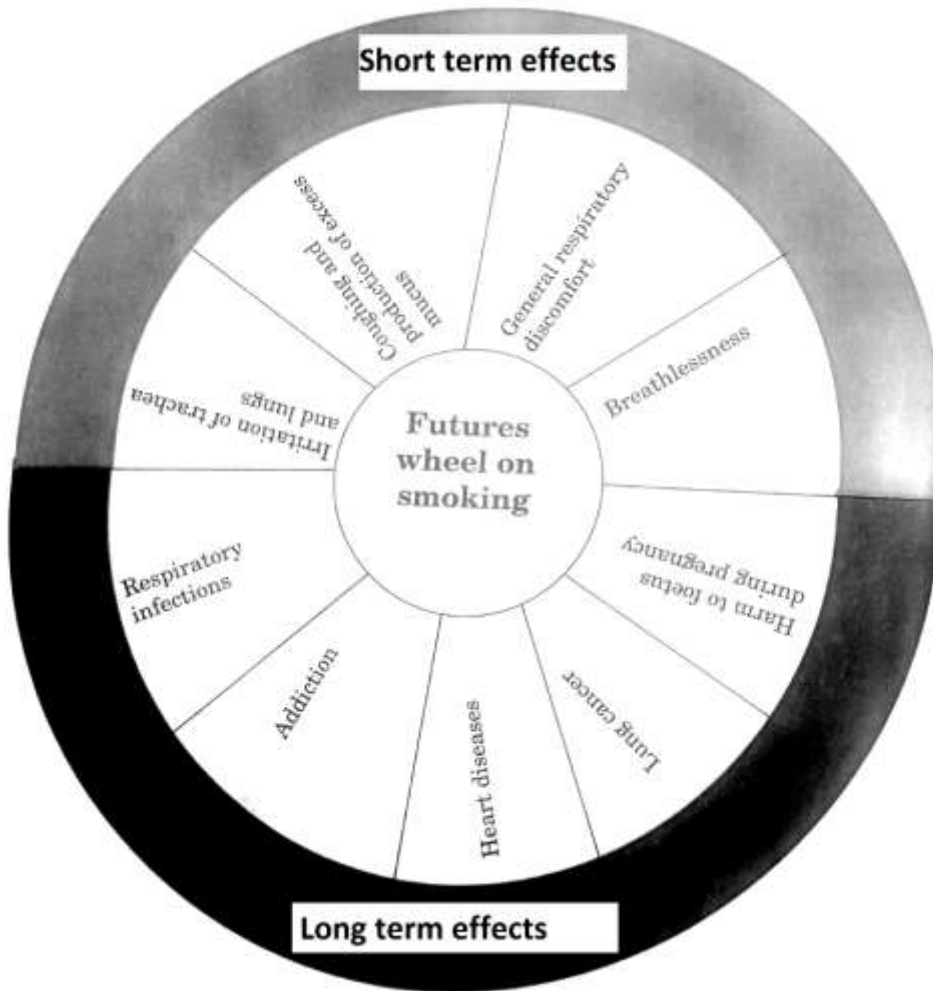 Short term effects
Irritation of trachea
and lungs
Coughing and
production of excess
mucus
General respiratory
discomfort
Breathlessness
Futures
wheel on
smoking
Respiratory
infections
Addiction
Heart diseases
Lung cancer
Harm to foetus
during pregnancy
Long term effects